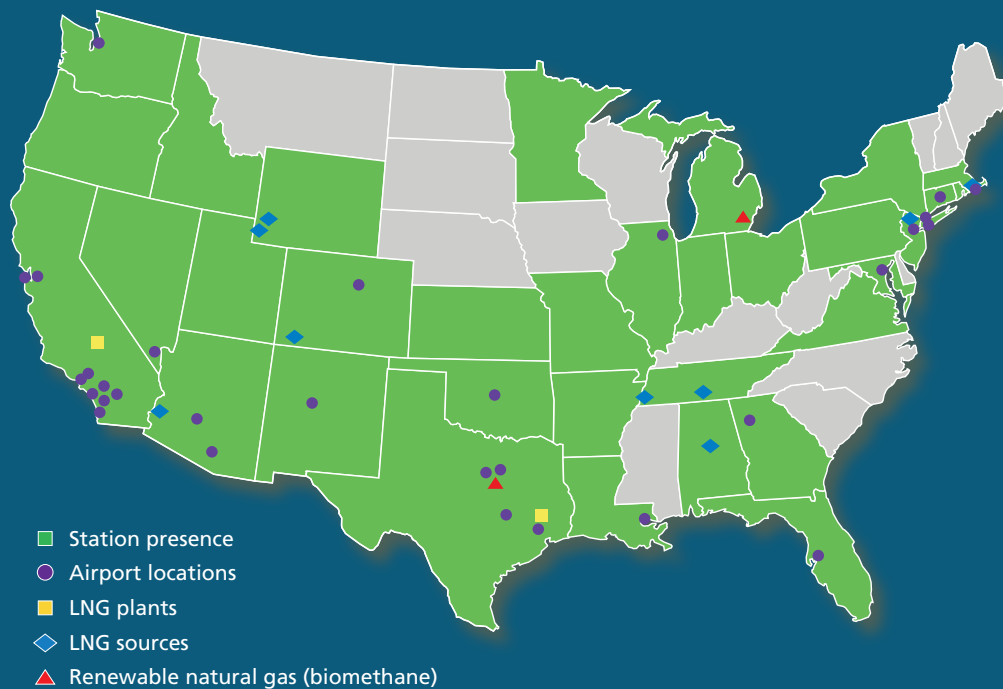 Station presence
Airport locations
LNG plants
LNG sources
Renewable natural gas (biomethane)